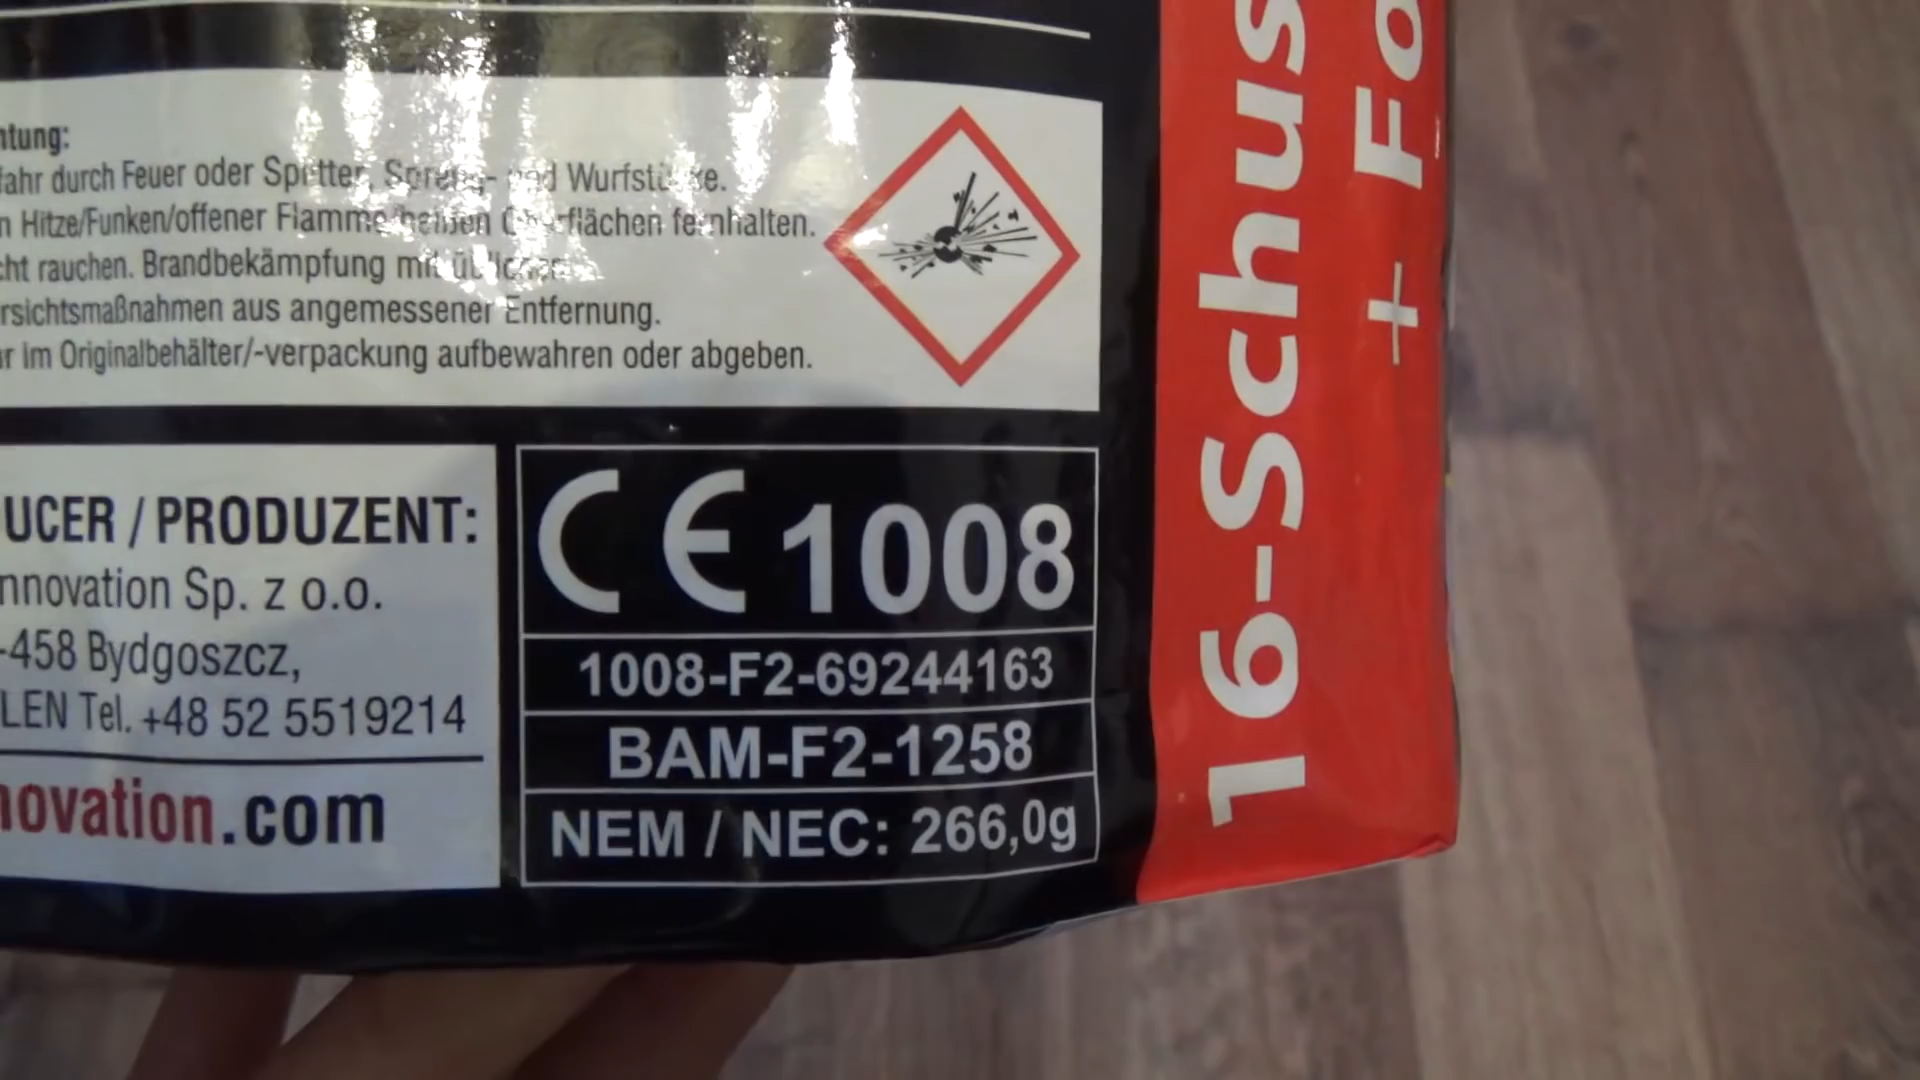 ntung:
fahr durch Feuer oder Splitter, Spreng- und Wurfstücke.
n Hitze/Funken/offener Flamme/heißen Oberflächen fernhalten.
cht rauchen. Brandbekämpfung mit üblichen
rsichtsmaßnahmen aus angemessener Entfernung.
ur im Originalbehälter/-verpackung aufbewahren oder abgeben.
UCER / PRODUZENT:
nnovation Sp. z o.o.
-458 Bydgoszcz,
LEN Tel. +48 52 5519214
novation.com
CE 1008
1008-F2-69244163
BAM-F2-1258
NEM / NEC: 266,0g
16-Schus
+ Fo